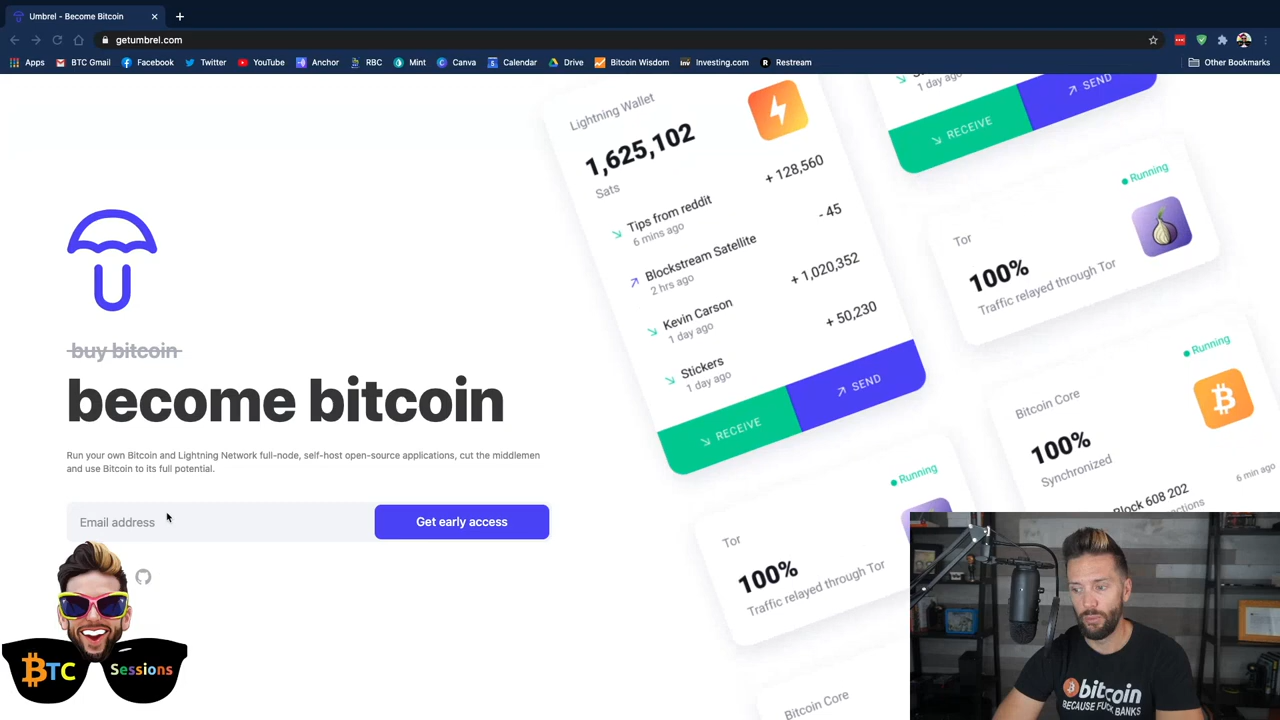 Umbrel - Become Bitcoin
getumbrel.com
Apps
BTC Gmail
Facebook
Twitter
YouTube
Anchor
RBC
Mint
Canva
Calendar
Drive
Bitcoin Wisdom
Investing.com
Restream
Other Bookmarks
buy bitcoin
become bitcoin
Run your own Bitcoin and Lightning Network full-node, self-host open-source applications, cut the middlemen
and use Bitcoin to its full potential.
Email address
Get early access
Lightning Wallet
1,625,102
Sats
Tips from reddit
6 mins ago
+ 128,560
Blockstream Satellite
2 hrs ago
- 45
Kevin Carson
1 day ago
+ 1,020,352
Stickers
1 day ago
+ 50,230
RECEIVE
SEND
1 day ago
RECEIVE
SEND
Running
Tor
100%
Traffic relayed through Tor
Running
Bitcoin Core
100%
Synchronized
6 min ago
Block 608 202
Running
Tor
100%
Traffic relayed through Tor
Bitcoin Core
BTC Sessions
bitcoin
BECAUSE FUCK BANKS